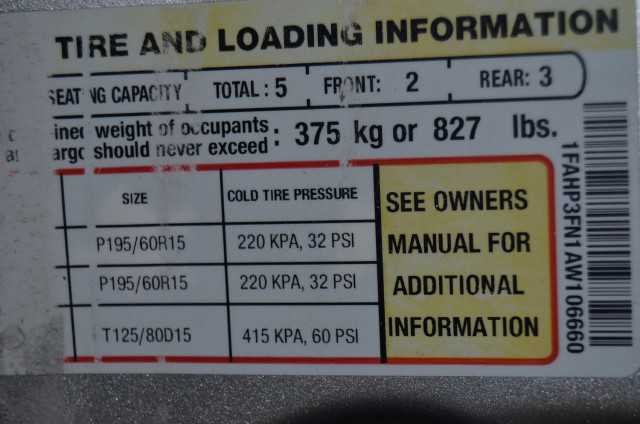 TIRE AND LOADING INFORMATION
SEATING CAPACITY TOTAL: 5 FRONT: 2 REAR: 3
weight of occupants
should never exceed: 375 kg or 827 lbs.
SIZE COLD TIRE PRESSURE
P195/60R15 220 KPA, 32 PSI
P195/60R15 220 KPA, 32 PSI
T125/80D15 415 KPA, 60 PSI
SEE OWNERS
MANUAL FOR
ADDITIONAL
INFORMATION
1FAHP3FN1AW106660